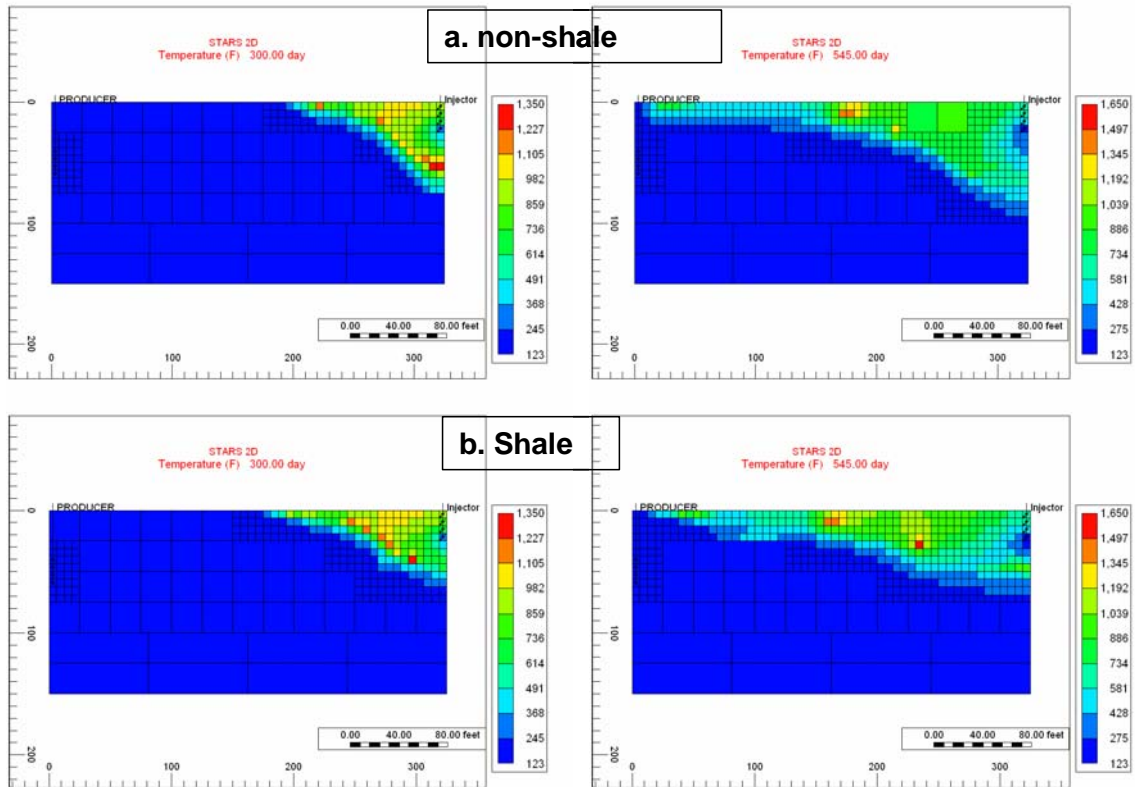 a. non-shale
STARS 2D
Temperature (F) 300.00 day
PRODUCER
Injector
1,350
1,227
1,105
982
859
736
614
491
368
245
123
0
100
200
0.00 40.00 80.00 feet
0 100 200 300
STARS 2D
Temperature (F) 545.00 day
PRODUCER
Injector
1,650
1,497
1,345
1,192
1,039
886
734
581
428
275
123
0
100
200
0.00 40.00 80.00 feet
0 100 200 300
b. Shale
STARS 2D
Temperature (F) 300.00 day
PRODUCER
Injector
1,350
1,227
1,105
982
859
736
614
491
368
245
123
0
100
200
0.00 40.00 80.00 feet
0 100 200 300
STARS 2D
Temperature (F) 545.00 day
PRODUCER
Injector
1,650
1,497
1,345
1,192
1,039
886
734
581
428
275
123
0
100
200
0.00 40.00 80.00 feet
0 100 200 300